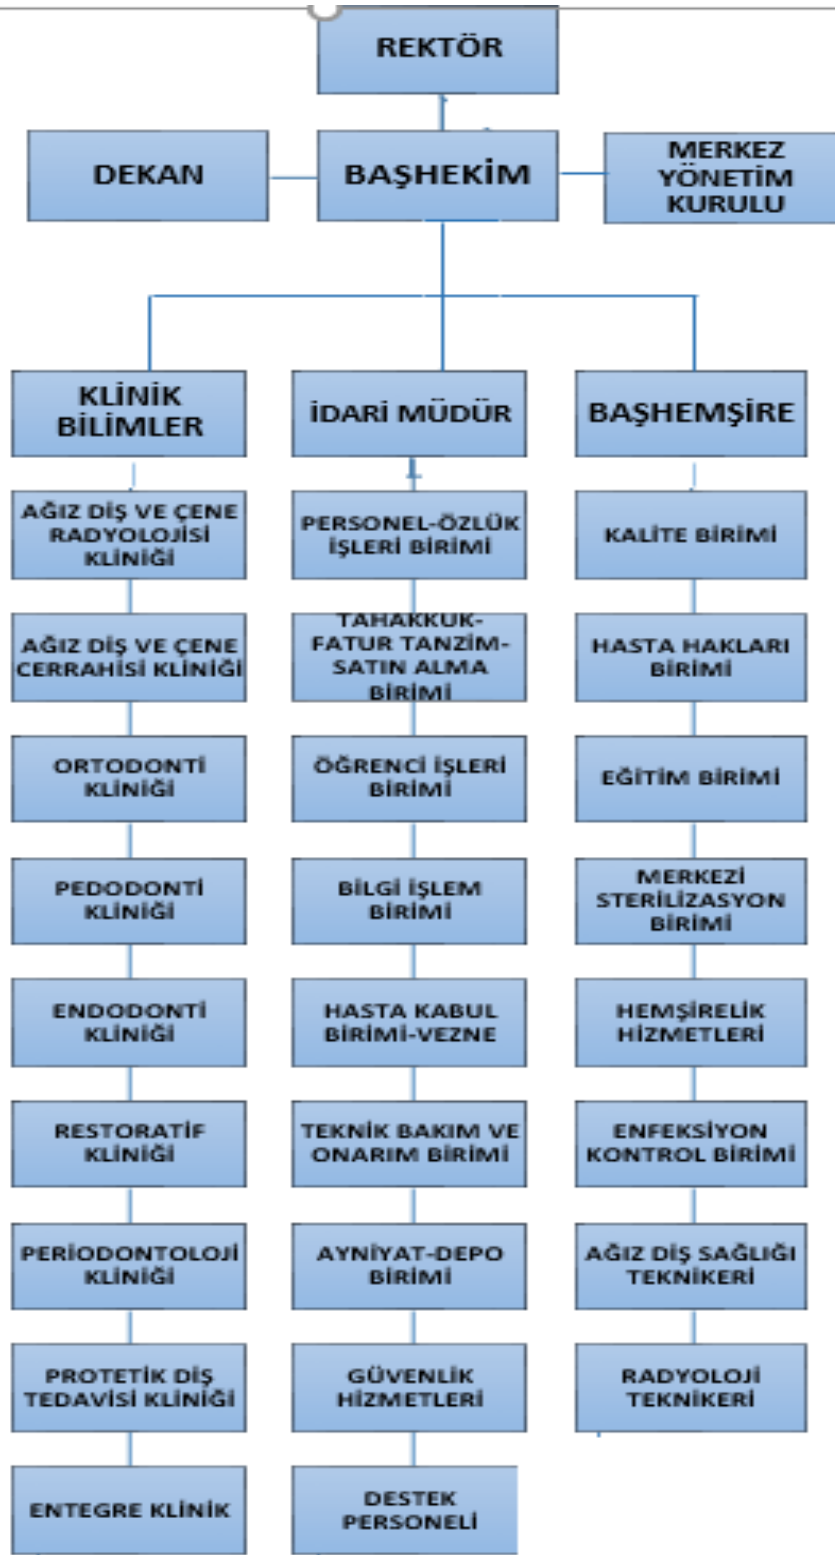 REKTÖR
DEKAN
BAŞHEKİM
MERKEZ
YÖNETİM
KURULU
KLİNİK
BİLİMLER
İDARİ MÜDÜR
BAŞHEMŞİRE
AĞIZ DİŞ VE ÇENE
RADYOLOJİSİ
KLİNİĞİ
PERSONEL-ÖZLÜK
İŞLERİ BİRİMİ
KALİTE BİRİMİ
AĞIZ DİŞ VE ÇENE
CERRAHİSİ KLİNİĞİ
TAHAKKUK-
FATUR TANZİM-
SATIN ALMA
BİRİMİ
HASTA HAKLARI
BİRİMİ
ORTODONTİ
KLİNİĞİ
ÖĞRENCİ İŞLERİ
BİRİMİ
EĞİTİM BİRİMİ
PEDODONTİ
KLİNİĞİ
BİLGİ İŞLEM
BİRİMİ
MERKEZİ
STERİLİZASYON
BİRİMİ
ENDODONTİ
KLİNİĞİ
HASTA KABUL
BİRİMİ-VEZNE
HEMŞİRELİK
HİZMETLERİ
RESTORATİF
KLİNİĞİ
TEKNİK BAKIM VE
ONARIM BİRİMİ
ENFEKSİYON
KONTROL BİRİMİ
PERİODONTOLOJİ
KLİNİĞİ
AYNİYAT-DEPO
BİRİMİ
AĞIZ DİŞ SAĞLIĞI
TEKNİKERİ
PROTETİK DİŞ
TEDAVİSİ KLİNİĞİ
GÜVENLİK
HİZMETLERİ
RADYOLOJİ
TEKNİKERİ
ENTEGRE KLİNİK
DESTEK
PERSONELİ